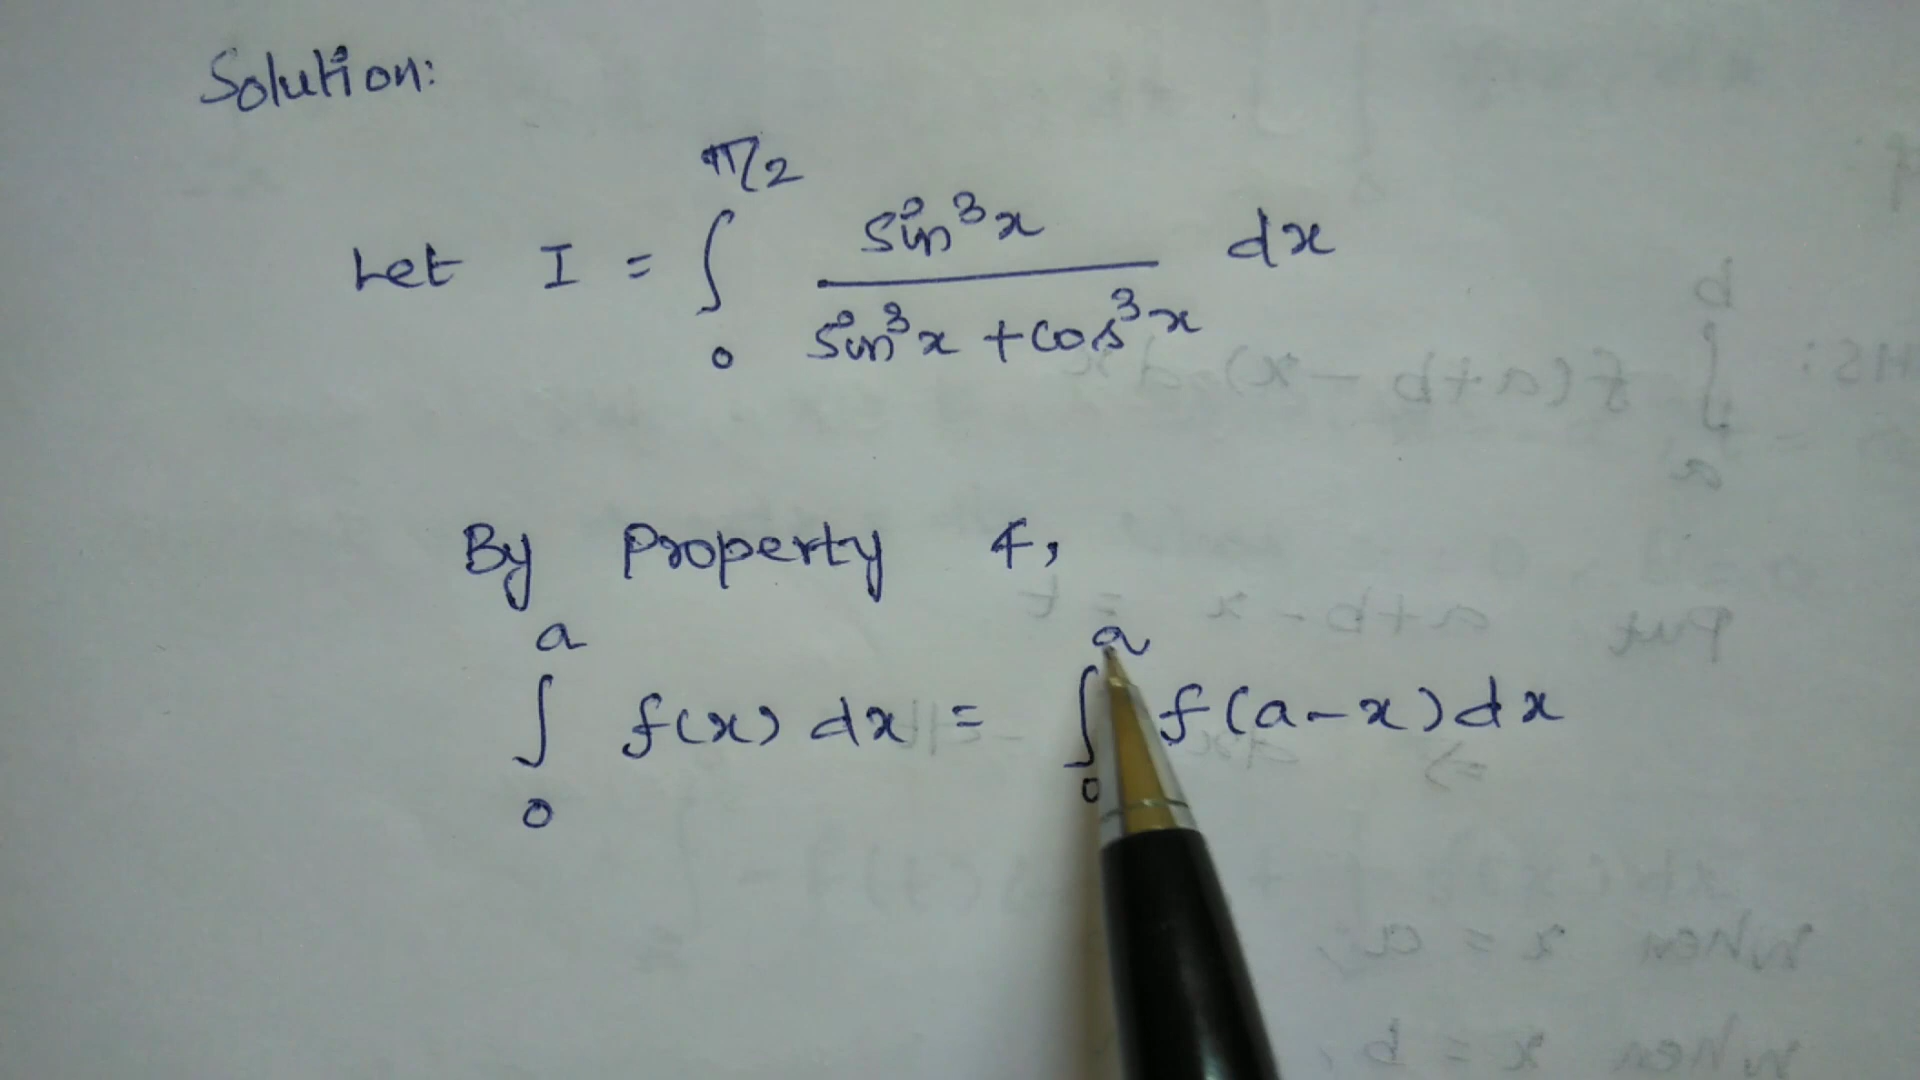 Solution:
Let I = ∫₀^{π/2} sin³x / (sin³x + cos³x) dx
By Property 4,
∫₀^a f(x) dx = ∫₀^a f(a-x) dx